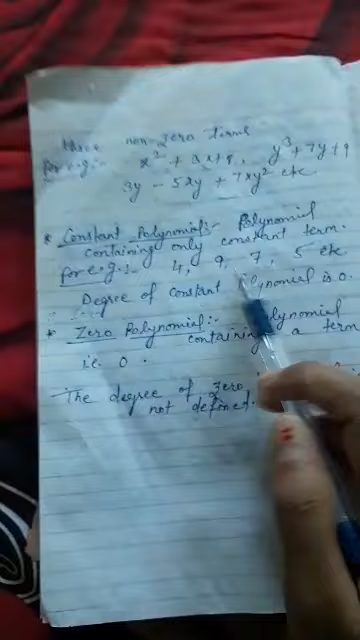 three non-zero terms
for e.g:- x² + 2x + 9, y³ + 7y + 9
3y - 5xy + 7xy² etc
* Constant Polynomial:- Polynomial
containing only constant term.
for e.g:- 4, 9, 7, 5 etc.
Degree of constant polynomial is 0.
* Zero Polynomial:- Polynomial
containing a term
i.e. 0.
The degree of zero
not defined.